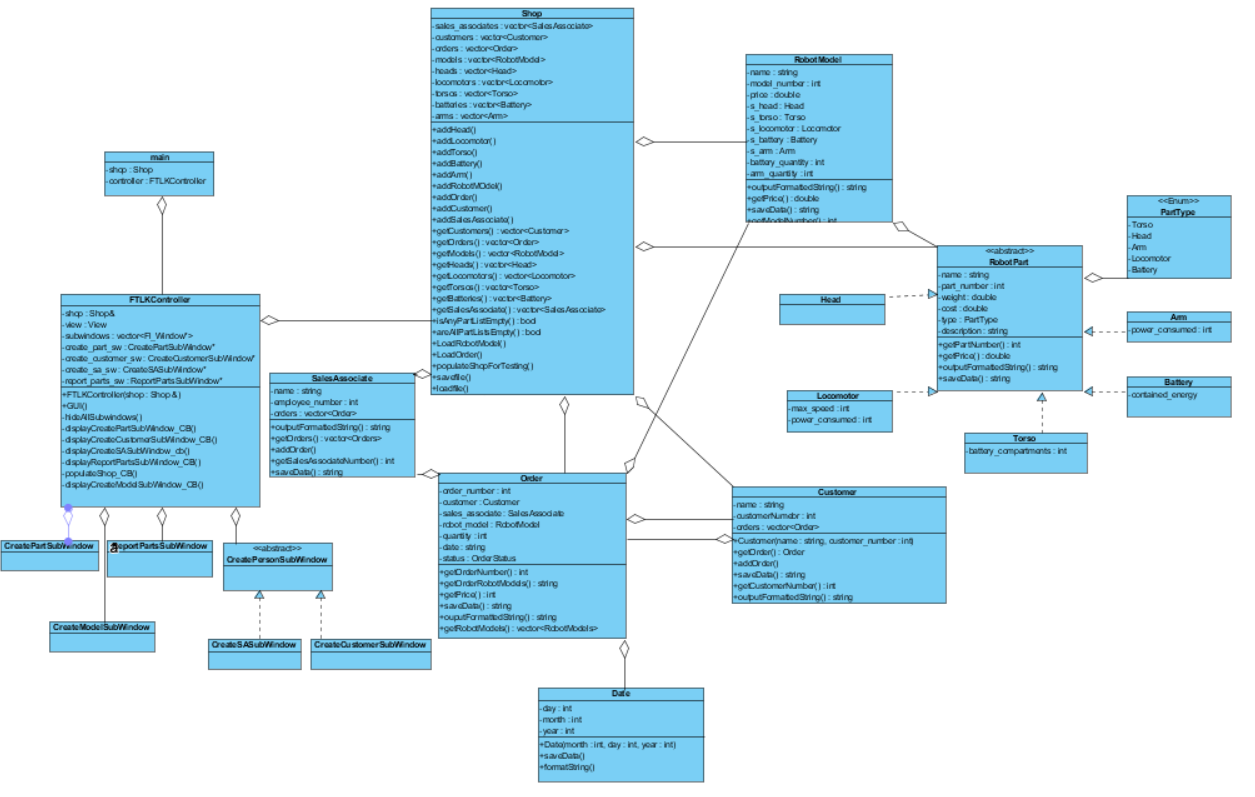 Shop
-sales_associates : vector<SalesAssociate>
-customers : vector<Customer>
-orders : vector<Order>
-models : vector<RobotModel>
-heads : vector<Head>
-locomotors : vector<Locomotor>
-torsos : vector<Torso>
-batteries : vector<Battery>
-arms : vector<Arm>
+addHead()
+addLocomotor()
+addTorso()
+addBattery()
+addArm()
+addRobotMOdel()
+addOrder()
+addCustomer()
+addSalesAssociate()
+getCustomers() : vector<Customer>
+getOrders() : vector<Order>
+getModels() : vector<RobotModel>
+getHeads() : vector<Head>
+getLocomotors() : vector<Locomotor>
+getTorsos() : vector<Torso>
+getBatteries() : vector<Battery>
+getSalesAssociate() : vector<SalesAssociate>
+isAnyPartListEmpty() : bool
+areAllPartListsEmpty() : bool
+LoadRobotModel()
+LoadOrder()
+populateShopForTesting()
+savefile()
+loadfile()
RobotModel
-name : string
-model_number : int
-price : double
-s_head : Head
-s_torso : Torso
-s_locomotor : Locomotor
-s_battery : Battery
-s_arm : Arm
-battery_quantity : int
-arm_quantity : int
+outputFormattedString() : string
+getPrice() : double
+saveData() : string
+getModelNumber() : int
main
-shop : Shop
-controller : FTLKController
<<Enum>>
PartType
-Torso
-Head
-Arm
-Locomotor
-Battery
<<abstract>>
RobotPart
-name : string
-part_number : int
-weight : double
-cost : double
-type : PartType
-description : string
+getPartNumber() : int
+getPrice() : double
+outputFormattedString() : string
+saveData() : string
Head
Arm
-power_consumed : int
Locomotor
-max_speed : int
-power_consumed : int
Battery
-contained_energy
Torso
-battery_compartments : int
FTLKController
-shop : Shop&
-view : View
-subwindows : vector<Fl_Window*>
-create_part_sw : CreatePartSubWindow*
-create_customer_sw : CreateCustomerSubWindow*
-create_sa_sw : CreateSASubWindow*
-report_parts_sw : ReportPartsSubWindow*
+FTLKController(shop : Shop&)
+GUI()
-hideAllSubwindows()
-displayCreatePartSubWindow_CB()
-displayCreateCustomerSubWindow_CB()
-displayCreateSASubWindow_cb()
-displayReportPartsSubWindow_CB()
-populateShop_CB()
-displayCreateModelSubWindow_CB()
SalesAssociate
-name : string
-employee_number : int
-orders : vector<Order>
+outputFormattedString() : string
+getOrders() : vector<Orders>
+addOrder()
+getSalesAssociateNumber() : int
+saveData() : string
Order
-order_number : int
-customer : Customer
-sales_associate : SalesAssociate
-robot_model : RobotModel
-quantity : int
-date : string
-status : OrderStatus
+getOrderNumber() : int
+getOrderRobotModels() : string
+getPrice() : int
+saveData() : string
+ouputFormattedString() : string
+getRobotModels() : vector<RobotModels>
Customer
-name : string
-customerNumebr : int
-orders : vector<Order>
+Customer(name : string, customer_number : int)
+getOrder() : Order
+addOrder()
+saveData() : string
+getCustomerNumber() : int
+outputFormattedString() : string
CreatePartSubWindow
ReportPartsSubWindow
<<abstract>>
CreatePersonSubWindow
CreateModelSubWindow
CreateSASubWindow
CreateCustomerSubWindow
Date
-day : int
-month : int
-year : int
+Date(month : int, day : int, year : int)
+saveData()
+formatString()